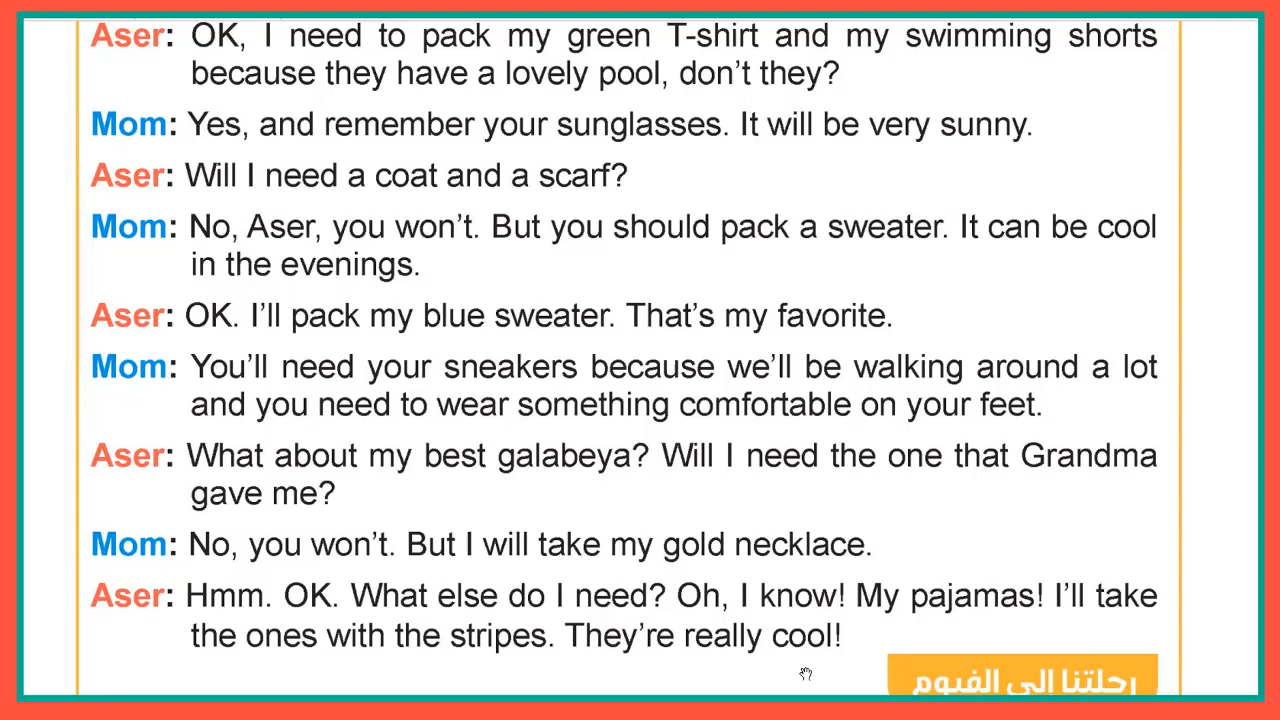 Aser: OK, I need to pack my green T-shirt and my swimming shorts
because they have a lovely pool, don't they?
Mom: Yes, and remember your sunglasses. It will be very sunny.
Aser: Will I need a coat and a scarf?
Mom: No, Aser, you won't. But you should pack a sweater. It can be cool
in the evenings.
Aser: OK. I'll pack my blue sweater. That's my favorite.
Mom: You'll need your sneakers because we'll be walking around a lot
and you need to wear something comfortable on your feet.
Aser: What about my best galabeya? Will I need the one that Grandma
gave me?
Mom: No, you won't. But I will take my gold necklace.
Aser: Hmm. OK. What else do I need? Oh, I know! My pajamas! I'll take
the ones with the stripes. They're really cool!
رحلتنا إلى الفيوم